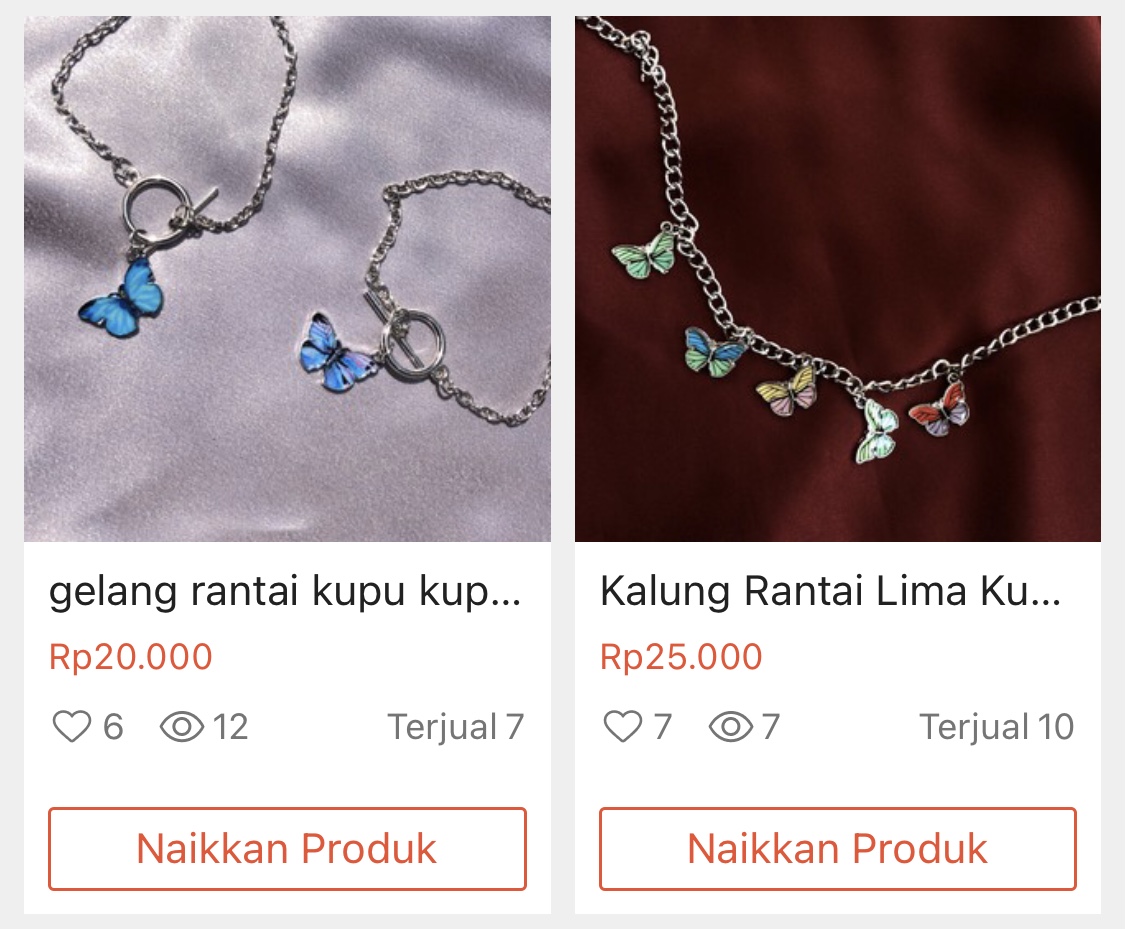 gelang rantai kupu kup...
Rp20.000
6 12 Terjual 7
Naikkan Produk
Kalung Rantai Lima Ku...
Rp25.000
7 7 Terjual 10
Naikkan Produk